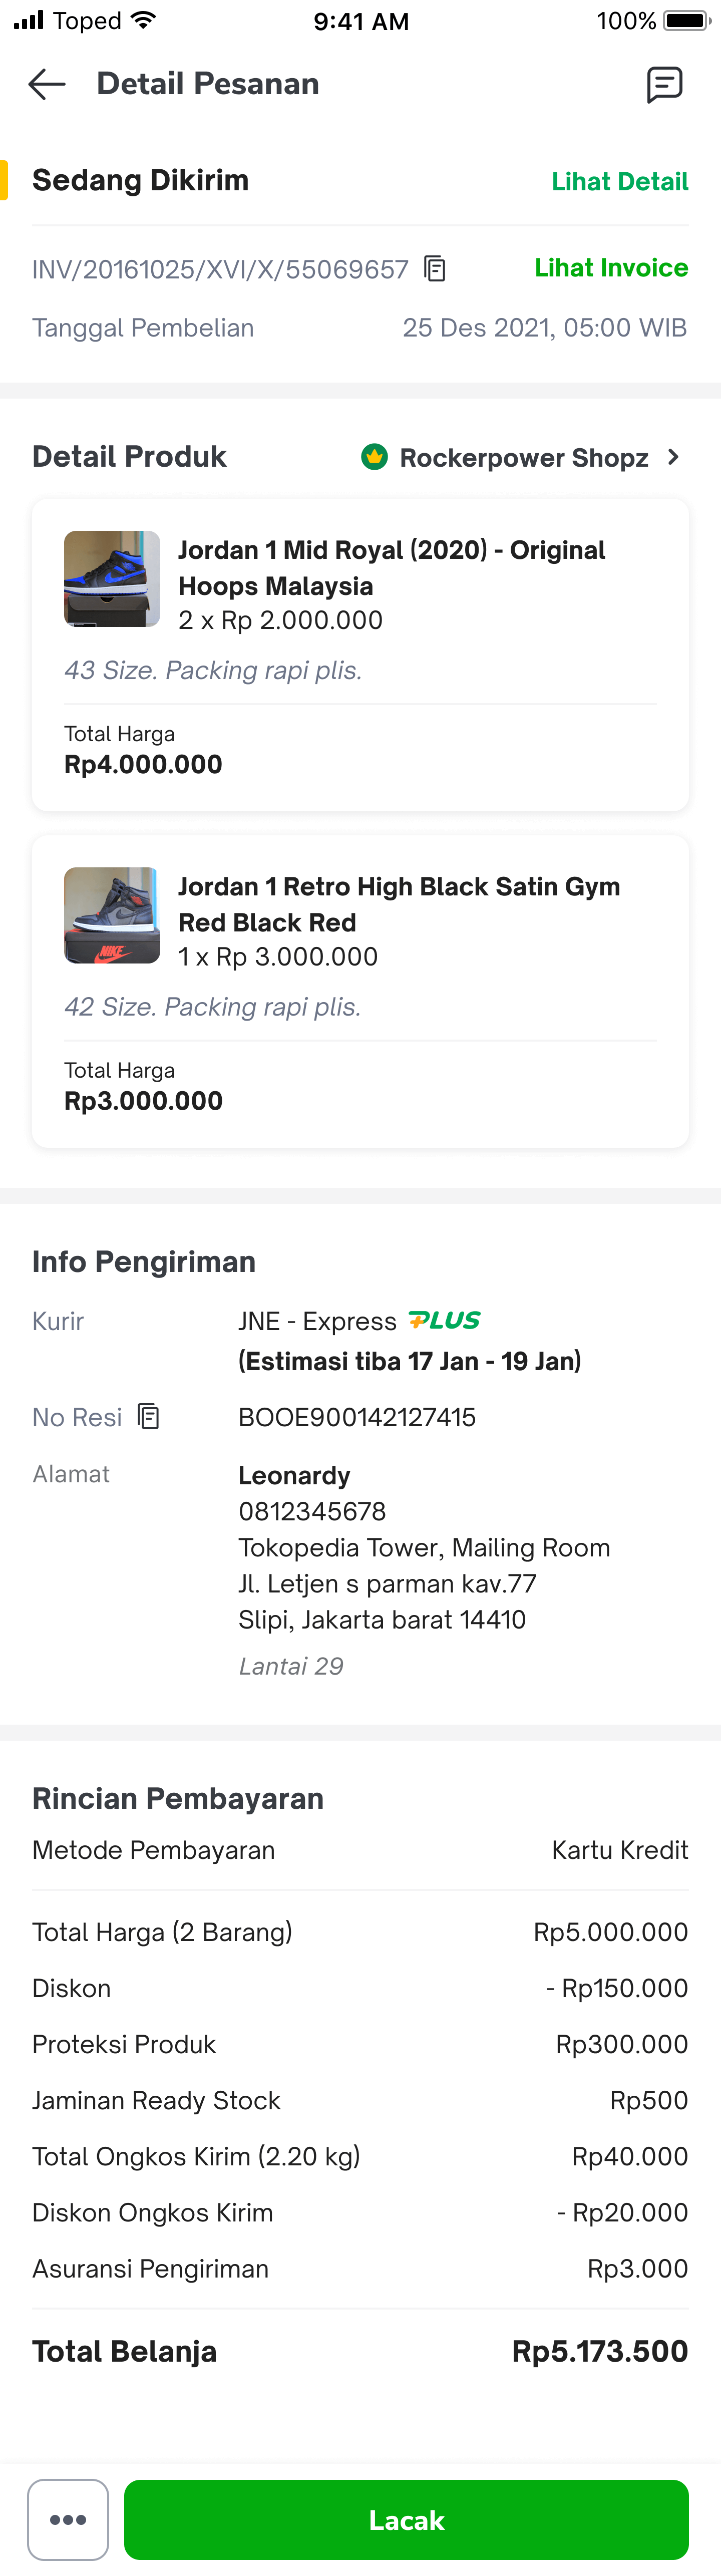 Toped 9:41 AM 100%
Detail Pesanan
Sedang Dikirim Lihat Detail
INV/20161025/XVI/X/55069657 Lihat Invoice
Tanggal Pembelian 25 Des 2021, 05:00 WIB
Detail Produk Rockerpower Shopz
Jordan 1 Mid Royal (2020) - Original
Hoops Malaysia
2 x Rp 2.000.000
43 Size. Packing rapi plis.
Total Harga
Rp4.000.000
Jordan 1 Retro High Black Satin Gym
Red Black Red
1 x Rp 3.000.000
NIKE
42 Size. Packing rapi plis.
Total Harga
Rp3.000.000
Info Pengiriman
Kurir JNE - Express PLUS
(Estimasi tiba 17 Jan - 19 Jan)
No Resi BOOE900142127415
Alamat Leonardy
0812345678
Tokopedia Tower, Mailing Room
Jl. Letjen s parman kav.77
Slipi, Jakarta barat 14410
Lantai 29
Rincian Pembayaran
Metode Pembayaran Kartu Kredit
Total Harga (2 Barang) Rp5.000.000
Diskon - Rp150.000
Proteksi Produk Rp300.000
Jaminan Ready Stock Rp500
Total Ongkos Kirim (2.20 kg) Rp40.000
Diskon Ongkos Kirim - Rp20.000
Asuransi Pengiriman Rp3.000
Total Belanja Rp5.173.500
Lacak